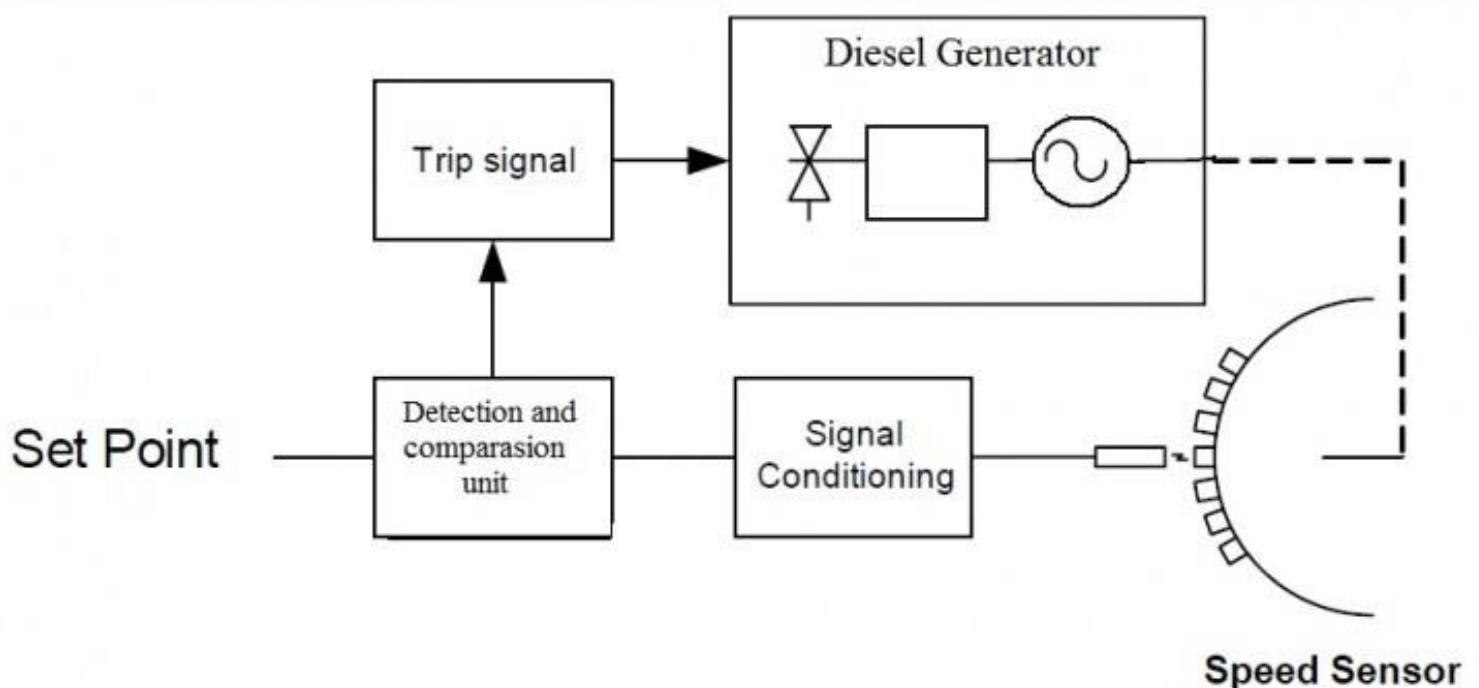 Diesel Generator
Trip signal
Set Point
Detection and
comparasion
unit
Signal
Conditioning
Speed Sensor